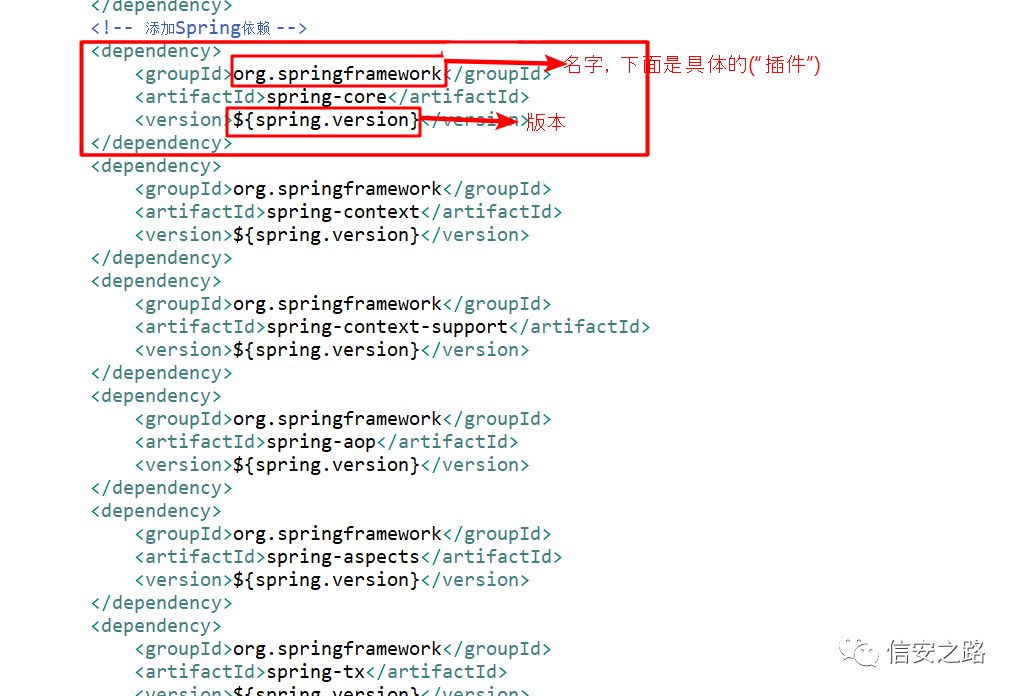 </dependency>
<!-- 添加Spring依赖 -->
<dependency>
<groupId>org.springframework</groupId> 名字，下面是具体的("插件")
<artifactId>spring-core</artifactId>
<version>${spring.version}</version> 版本
</dependency>
<dependency>
<groupId>org.springframework</groupId>
<artifactId>spring-context</artifactId>
<version>${spring.version}</version>
</dependency>
<dependency>
<groupId>org.springframework</groupId>
<artifactId>spring-context-support</artifactId>
<version>${spring.version}</version>
</dependency>
<dependency>
<groupId>org.springframework</groupId>
<artifactId>spring-aop</artifactId>
<version>${spring.version}</version>
</dependency>
<dependency>
<groupId>org.springframework</groupId>
<artifactId>spring-aspects</artifactId>
<version>${spring.version}</version>
</dependency>
<dependency>
<groupId>org.springframework</groupId>
<artifactId>spring-tx</artifactId>
<version>${spring.version}</version>
信安之路